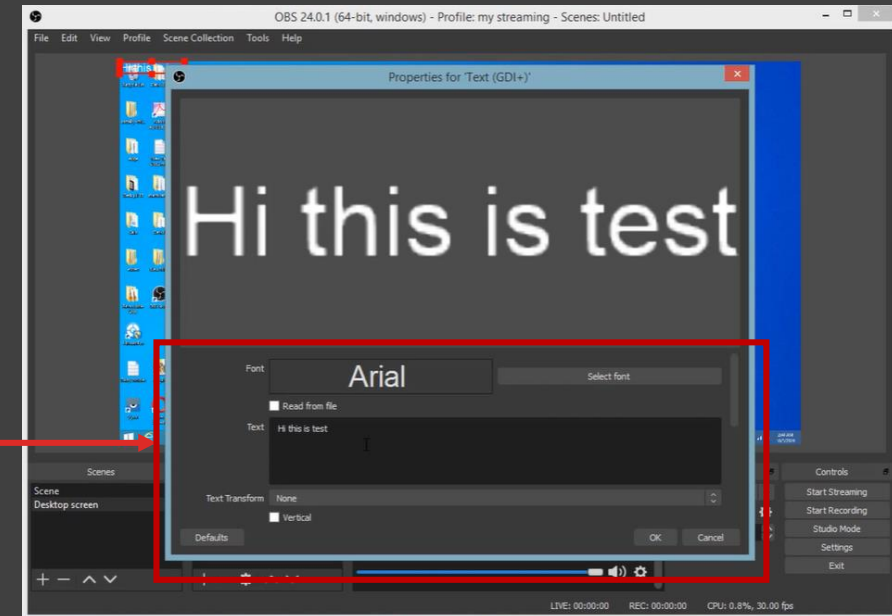 OBS 24.0.1 (64-bit, windows) - Profile: my streaming - Scenes: Untitled
File Edit View Profile Scene Collection Tools Help
Properties for 'Text (GDI+)'
Hi this is test
Font Arial Select font
Read from file
Text Hi this is test
Text Transform None
Vertical
Defaults OK Cancel
Scenes Controls
Scene Start Streaming
Desktop screen Start Recording
Studio Mode
Settings
Exit
LIVE: 00:00:00 REC: 00:00:00 CPU: 0.8%, 30.00 fps